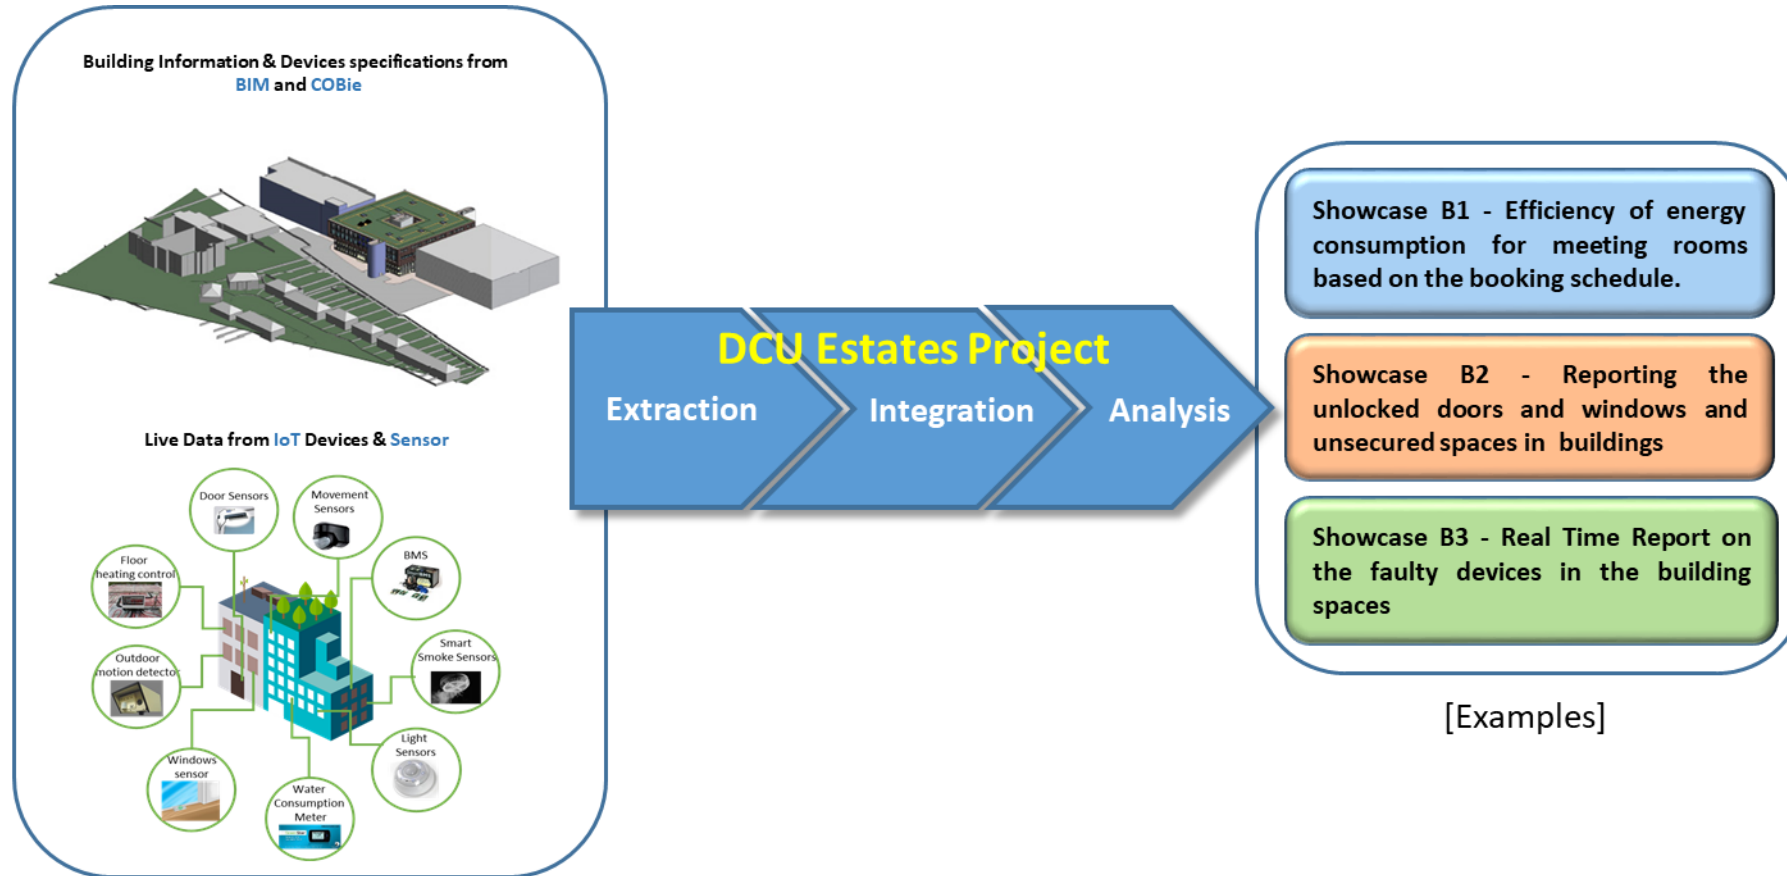 Building Information & Devices specifications from
BIM and COBie
Live Data from IoT Devices & Sensor
Door Sensors
Movement
Sensors
Floor
heating control
BMS
Outdoor
motion detector
Smart
Smoke Sensors
Windows
sensor
Light
Sensors
Water
Consumption
Meter
DCU Estates Project
Extraction
Integration
Analysis
Showcase B1 - Efficiency of energy
consumption for meeting rooms
based on the booking schedule.
Showcase B2 - Reporting the
unlocked doors and windows and
unsecured spaces in buildings
Showcase B3 - Real Time Report on
the faulty devices in the building
spaces
[Examples]